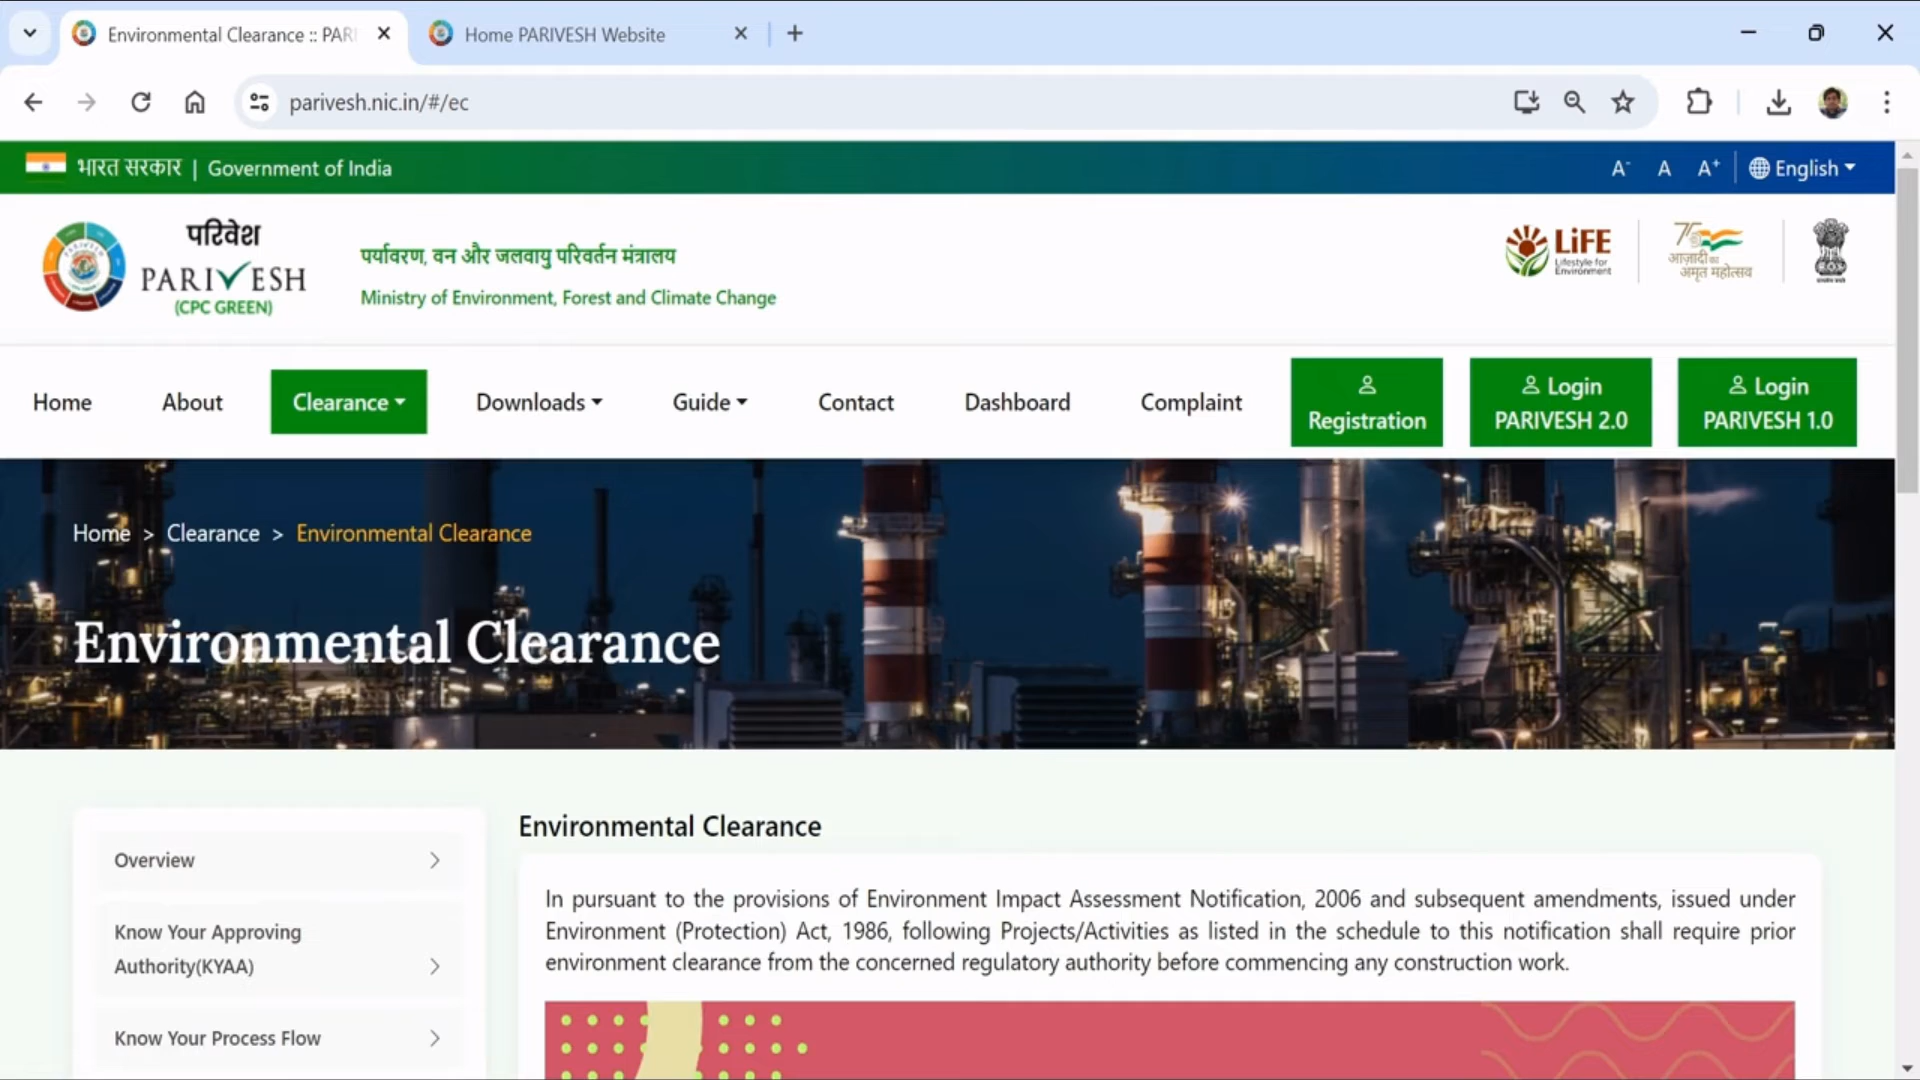 Environmental Clearance :: PARI
Home PARIVESH Website
parivesh.nic.in/#/ec
भारत सरकार | Government of India
A- A A+ English
परिवेश
PARIVESH
(CPC GREEN)
पर्यावरण, वन और जलवायु परिवर्तन मंत्रालय
Ministry of Environment, Forest and Climate Change
LiFE
Lifestyle for
Environment
75
आज़ादी का
अमृत महोत्सव
Home About Clearance Downloads Guide Contact Dashboard Complaint
Registration
Login
PARIVESH 2.0
Login
PARIVESH 1.0
Home > Clearance > Environmental Clearance
Environmental Clearance
Overview
Know Your Approving
Authority(KYAA)
Know Your Process Flow
Environmental Clearance
In pursuant to the provisions of Environment Impact Assessment Notification, 2006 and subsequent amendments, issued under
Environment (Protection) Act, 1986, following Projects/Activities as listed in the schedule to this notification shall require prior
environment clearance from the concerned regulatory authority before commencing any construction work.